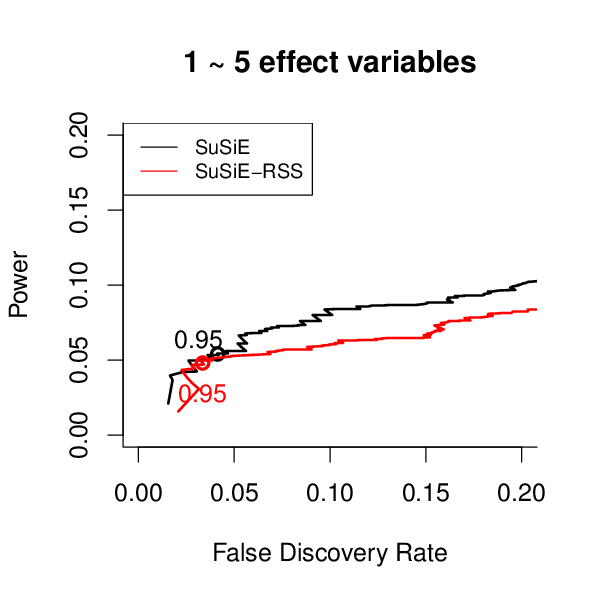 1 ~ 5 effect variables
SuSiE
SuSiE−RSS
0.95
0.95
Power
0.00
0.05
0.10
0.15
0.20
0.00 0.05 0.10 0.15 0.20
False Discovery Rate